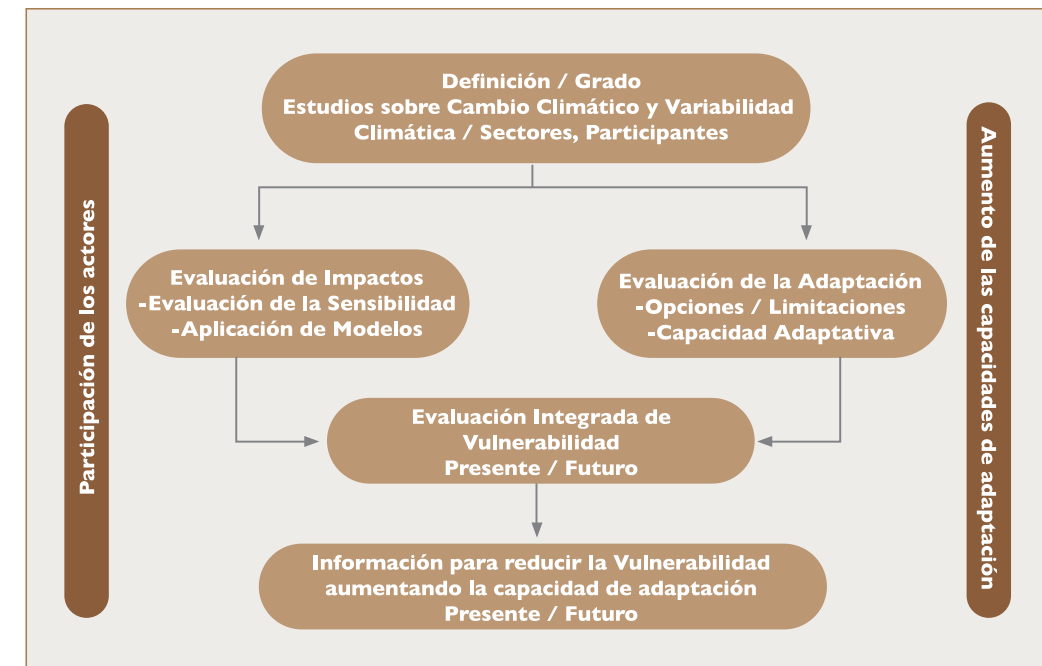 Definición / Grado
Estudios sobre Cambio Climático y Variabilidad
Climática / Sectores, Participantes
Participación de los actores
Aumento de las capacidades de adaptación
Evaluación de Impactos
-Evaluación de la Sensibilidad
-Aplicación de Modelos
Evaluación de la Adaptación
-Opciones / Limitaciones
-Capacidad Adaptativa
Evaluación Integrada de
Vulnerabilidad
Presente / Futuro
Información para reducir la Vulnerabilidad
aumentando la capacidad de adaptación
Presente / Futuro